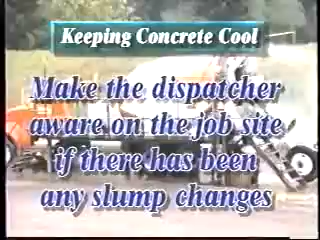 Keeping Concrete Cool
Make the dispatcher
aware on the job site
if there has been
any slump changes